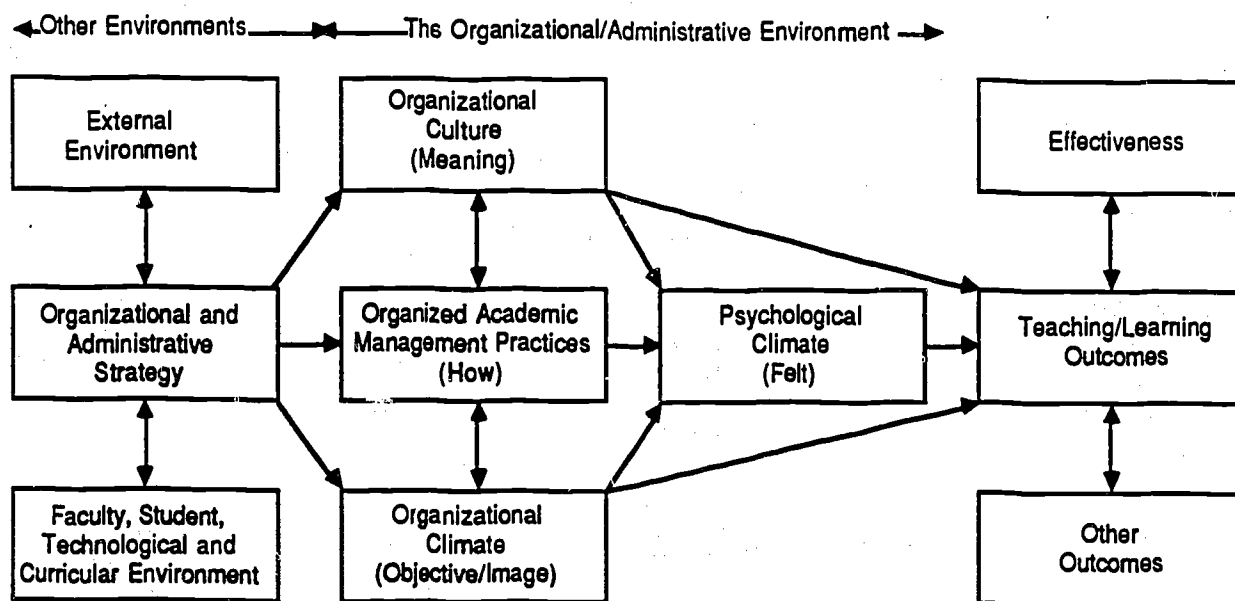 Other Environments
The Organizational/Administrative Environment
External
Environment
Organizational
Culture
(Meaning)
Effectiveness
Organizational and
Administrative
Strategy
Organized Academic
Management Practices
(How)
Psychological
Climate
(Felt)
Teaching/Learning
Outcomes
Faculty, Student,
Technological and
Curricular Environment
Organizational
Climate
(Objective/Image)
Other
Outcomes